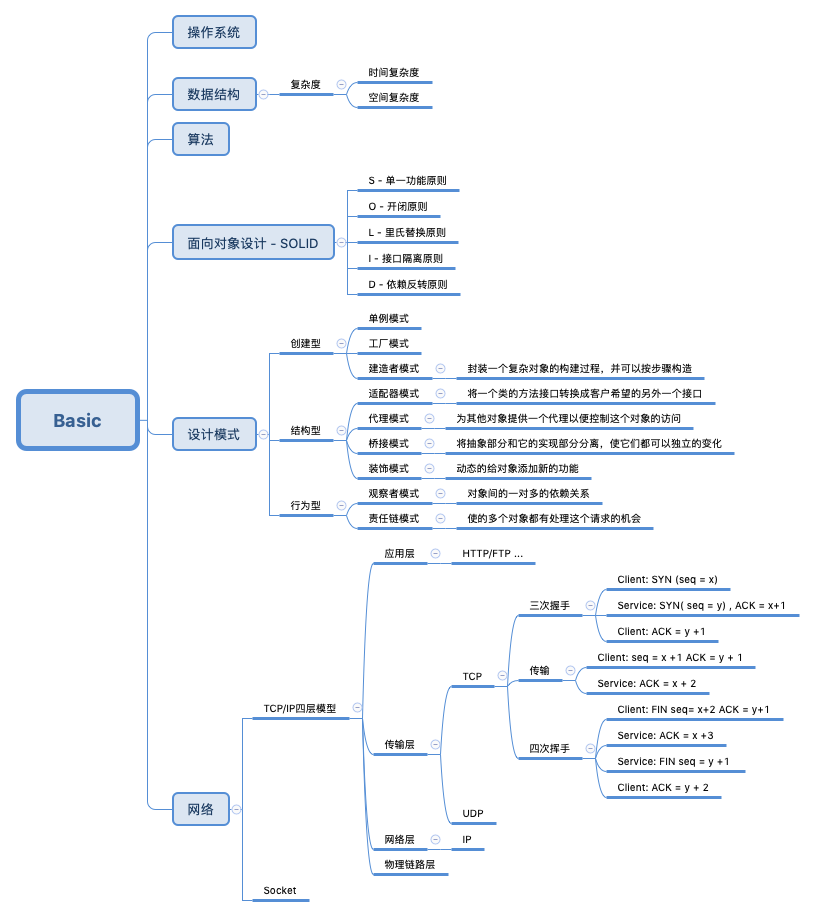 Basic
操作系统
数据结构
复杂度
时间复杂度
空间复杂度
算法
面向对象设计 - SOLID
S - 单一功能原则
O - 开闭原则
L - 里氏替换原则
I - 接口隔离原则
D - 依赖反转原则
设计模式
创建型
单例模式
工厂模式
建造者模式
封装一个复杂对象的构建过程，并可以按步骤构造
结构型
适配器模式
将一个类的方法接口转换成客户希望的另外一个接口
代理模式
为其他对象提供一个代理以便控制这个对象的访问
桥接模式
将抽象部分和它的实现部分分离，使它们都可以独立的变化
装饰模式
动态的给对象添加新的功能
行为型
观察者模式
对象间的一对多的依赖关系
责任链模式
使的多个对象都有处理这个请求的机会
网络
TCP/IP四层模型
应用层
HTTP/FTP ...
传输层
TCP
三次握手
Client: SYN (seq = x)
Service: SYN( seq = y) , ACK = x+1
Client: ACK = y +1
传输
Client: seq = x +1 ACK = y + 1
Service: ACK = x + 2
四次挥手
Client: FIN seq= x+2 ACK = y+1
Service: ACK = x +3
Service: FIN seq = y +1
Client: ACK = y + 2
UDP
网络层
IP
物理链路层
Socket